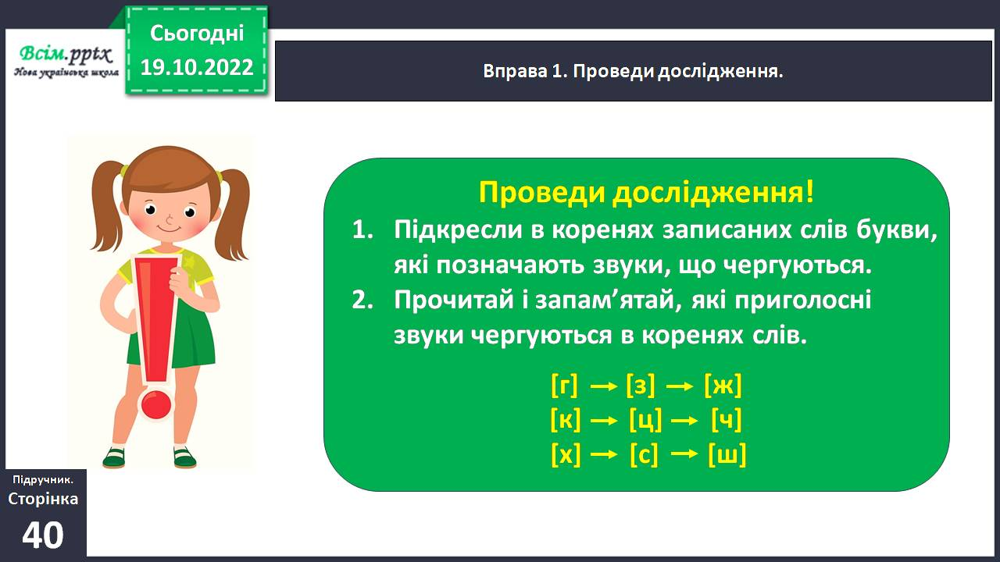 Всім.pptx
Нова українська школа
Сьогодні
19.10.2022
Вправа 1. Проведи дослідження.
Проведи дослідження!
1. Підкресли в коренях записаних слів букви,
які позначають звуки, що чергуються.
2. Прочитай і запам’ятай, які приголосні
звуки чергуються в коренях слів.
[г] → [з] → [ж]
[к] → [ц] → [ч]
[х] → [с] → [ш]
Підручник.
Сторінка
40